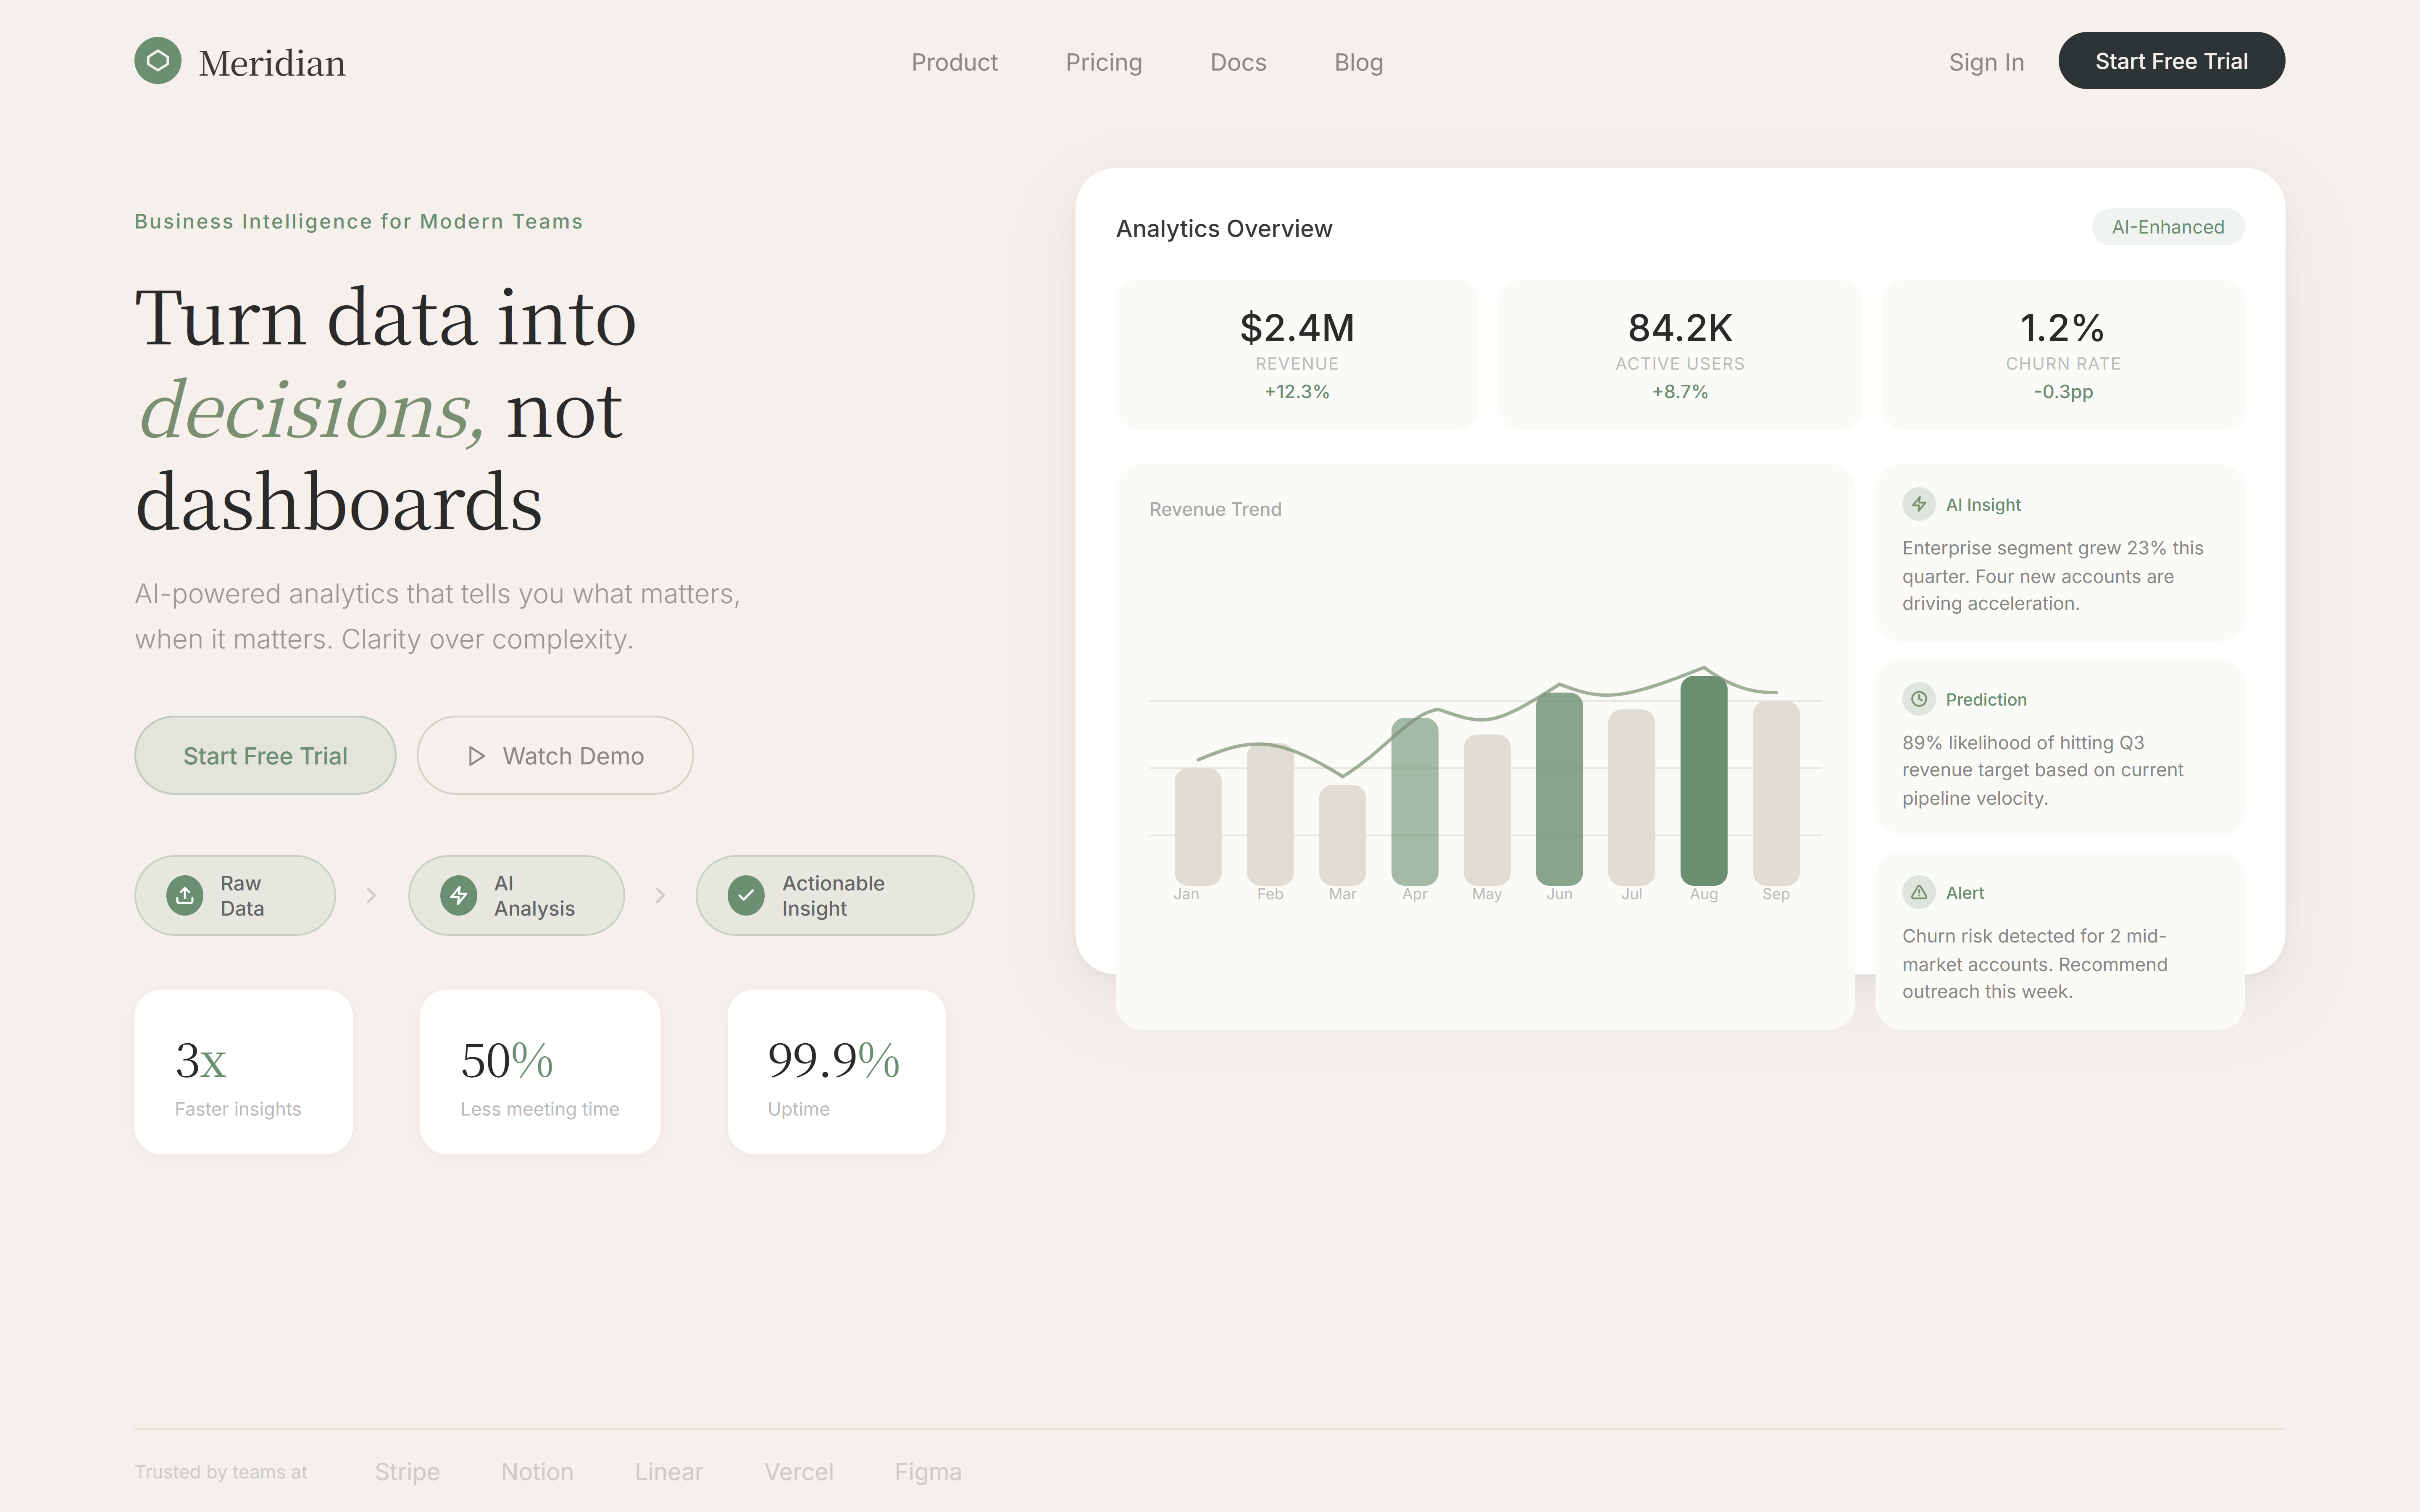 Meridian
Product
Pricing
Docs
Blog
Sign In
Start Free Trial
Business Intelligence for Modern Teams
Turn data into
decisions, not
dashboards
AI-powered analytics that tells you what matters,
when it matters. Clarity over complexity.
Start Free Trial
Watch Demo
Raw
Data
AI
Analysis
Actionable
Insight
3x
Faster insights
50%
Less meeting time
99.9%
Uptime
Analytics Overview
AI-Enhanced
$2.4M
REVENUE
+12.3%
84.2K
ACTIVE USERS
+8.7%
1.2%
CHURN RATE
-0.3pp
Revenue Trend
Jan
Feb
Mar
Apr
May
Jun
Jul
Aug
Sep
AI Insight
Enterprise segment grew 23% this
quarter. Four new accounts are
driving acceleration.
Prediction
89% likelihood of hitting Q3
revenue target based on current
pipeline velocity.
Alert
Churn risk detected for 2 mid-
market accounts. Recommend
outreach this week.
Trusted by teams at
Stripe
Notion
Linear
Vercel
Figma